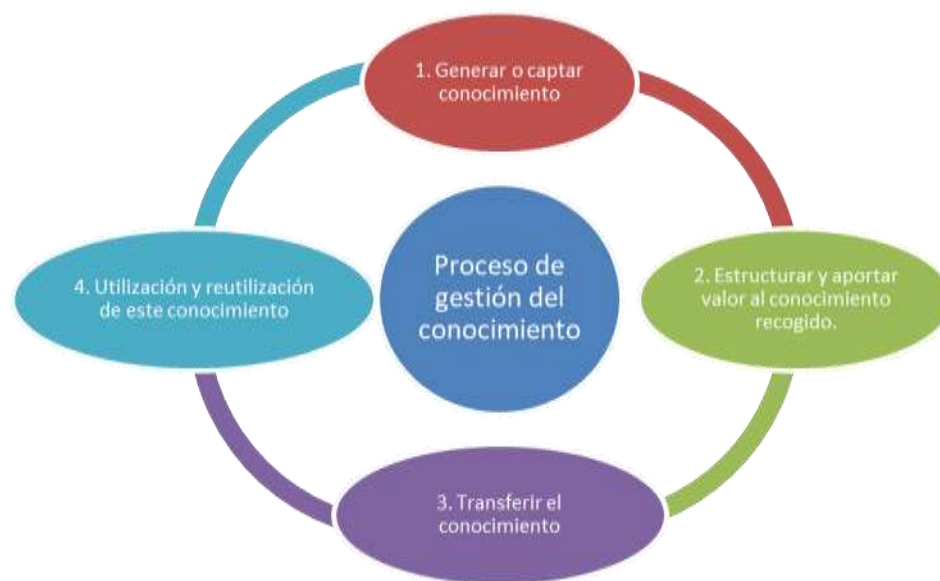 1. Generar o captar
conocimiento
Proceso de
gestión del
conocimiento
2. Estructurar y aportar
valor al conocimiento
recogido.
3. Transferir el
conocimiento
4. Utilización y reutilización
de este conocimiento